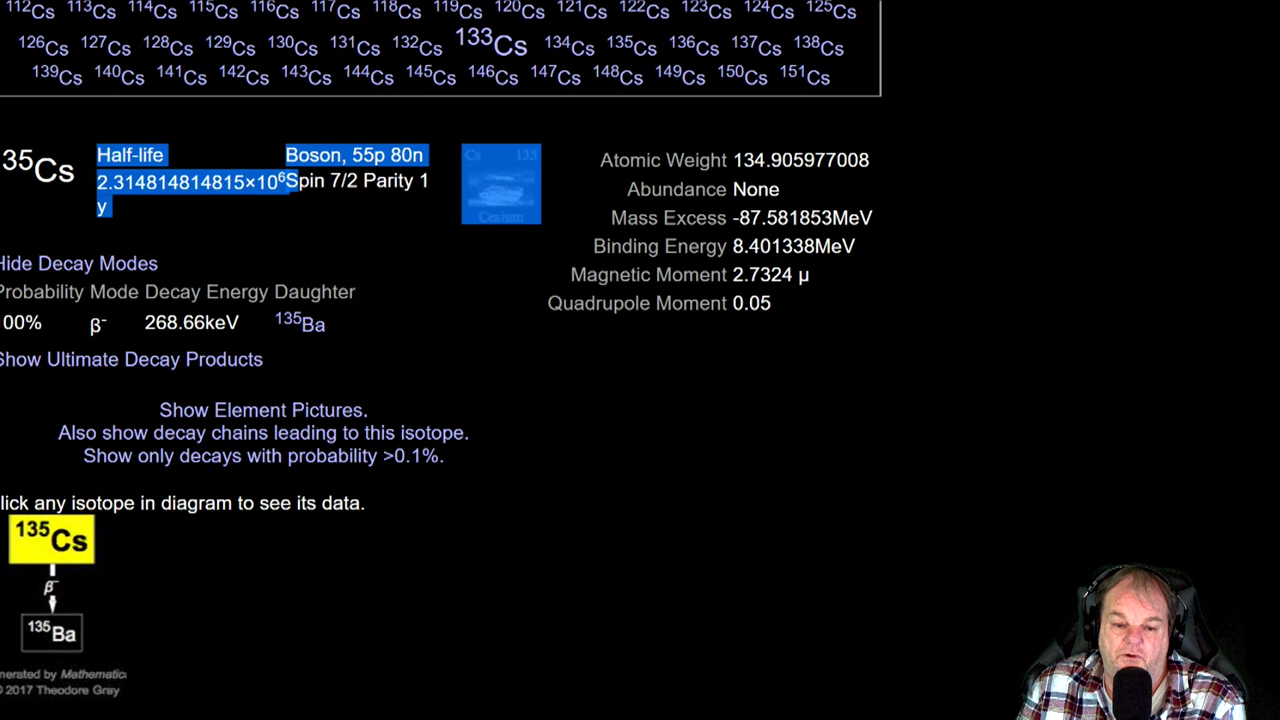 112Cs 113Cs 114Cs 115Cs 116Cs 117Cs 118Cs 119Cs 120Cs 121Cs 122Cs 123Cs 124Cs 125Cs
126Cs 127Cs 128Cs 129Cs 130Cs 131Cs 132Cs 133Cs 134Cs 135Cs 136Cs 137Cs 138Cs
139Cs 140Cs 141Cs 142Cs 143Cs 144Cs 145Cs 146Cs 147Cs 148Cs 149Cs 150Cs 151Cs
35Cs
Half-life
2.314814814815×10⁶
y
Boson, 55p 80n
Spin 7/2 Parity 1
Cs 135
Cesium
Atomic Weight 134.905977008
Abundance None
Mass Excess -87.581853MeV
Binding Energy 8.401338MeV
Magnetic Moment 2.7324 μ
Quadrupole Moment 0.05
Hide Decay Modes
Probability Mode Decay Energy Daughter
00% β⁻ 268.66keV 135Ba
Show Ultimate Decay Products
Show Element Pictures.
Also show decay chains leading to this isotope.
Show only decays with probability >0.1%.
lick any isotope in diagram to see its data.
135Cs
β⁻
135Ba
nerated by Mathematica
© 2017 Theodore Gray